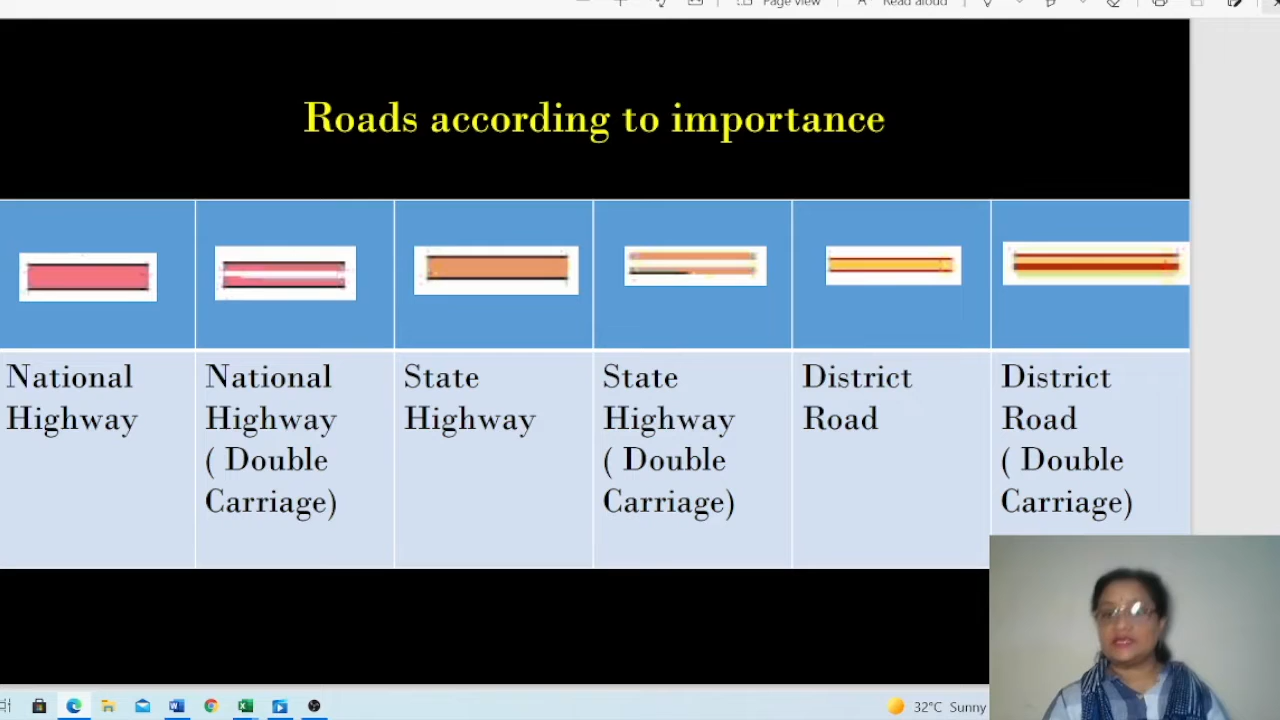 Page view
Read aloud
Roads according to importance
National
Highway
National
Highway
( Double
Carriage)
State
Highway
State
Highway
( Double
Carriage)
District
Road
District
Road
( Double
Carriage)
32°C Sunny